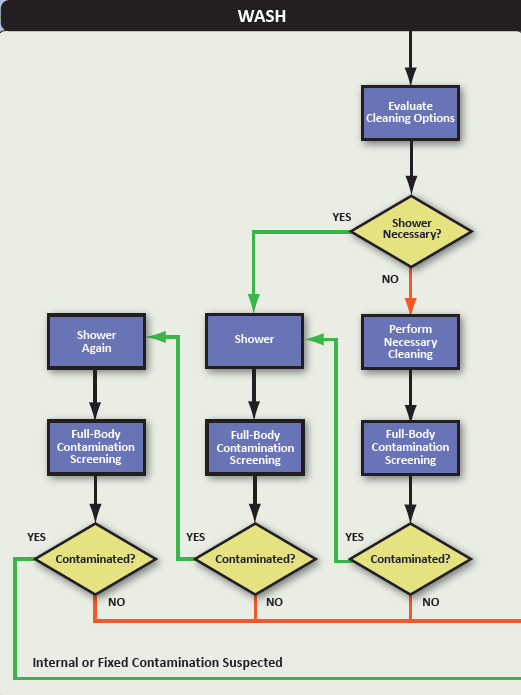 WASH
Evaluate
Cleaning Options
YES
Shower
Necessary?
NO
Shower
Again
Shower
Perform
Necessary
Cleaning
Full-Body
Contamination
Screening
Full-Body
Contamination
Screening
Full-Body
Contamination
Screening
YES
Contaminated?
NO
YES
Contaminated?
NO
YES
Contaminated?
NO
Internal or Fixed Contamination Suspected